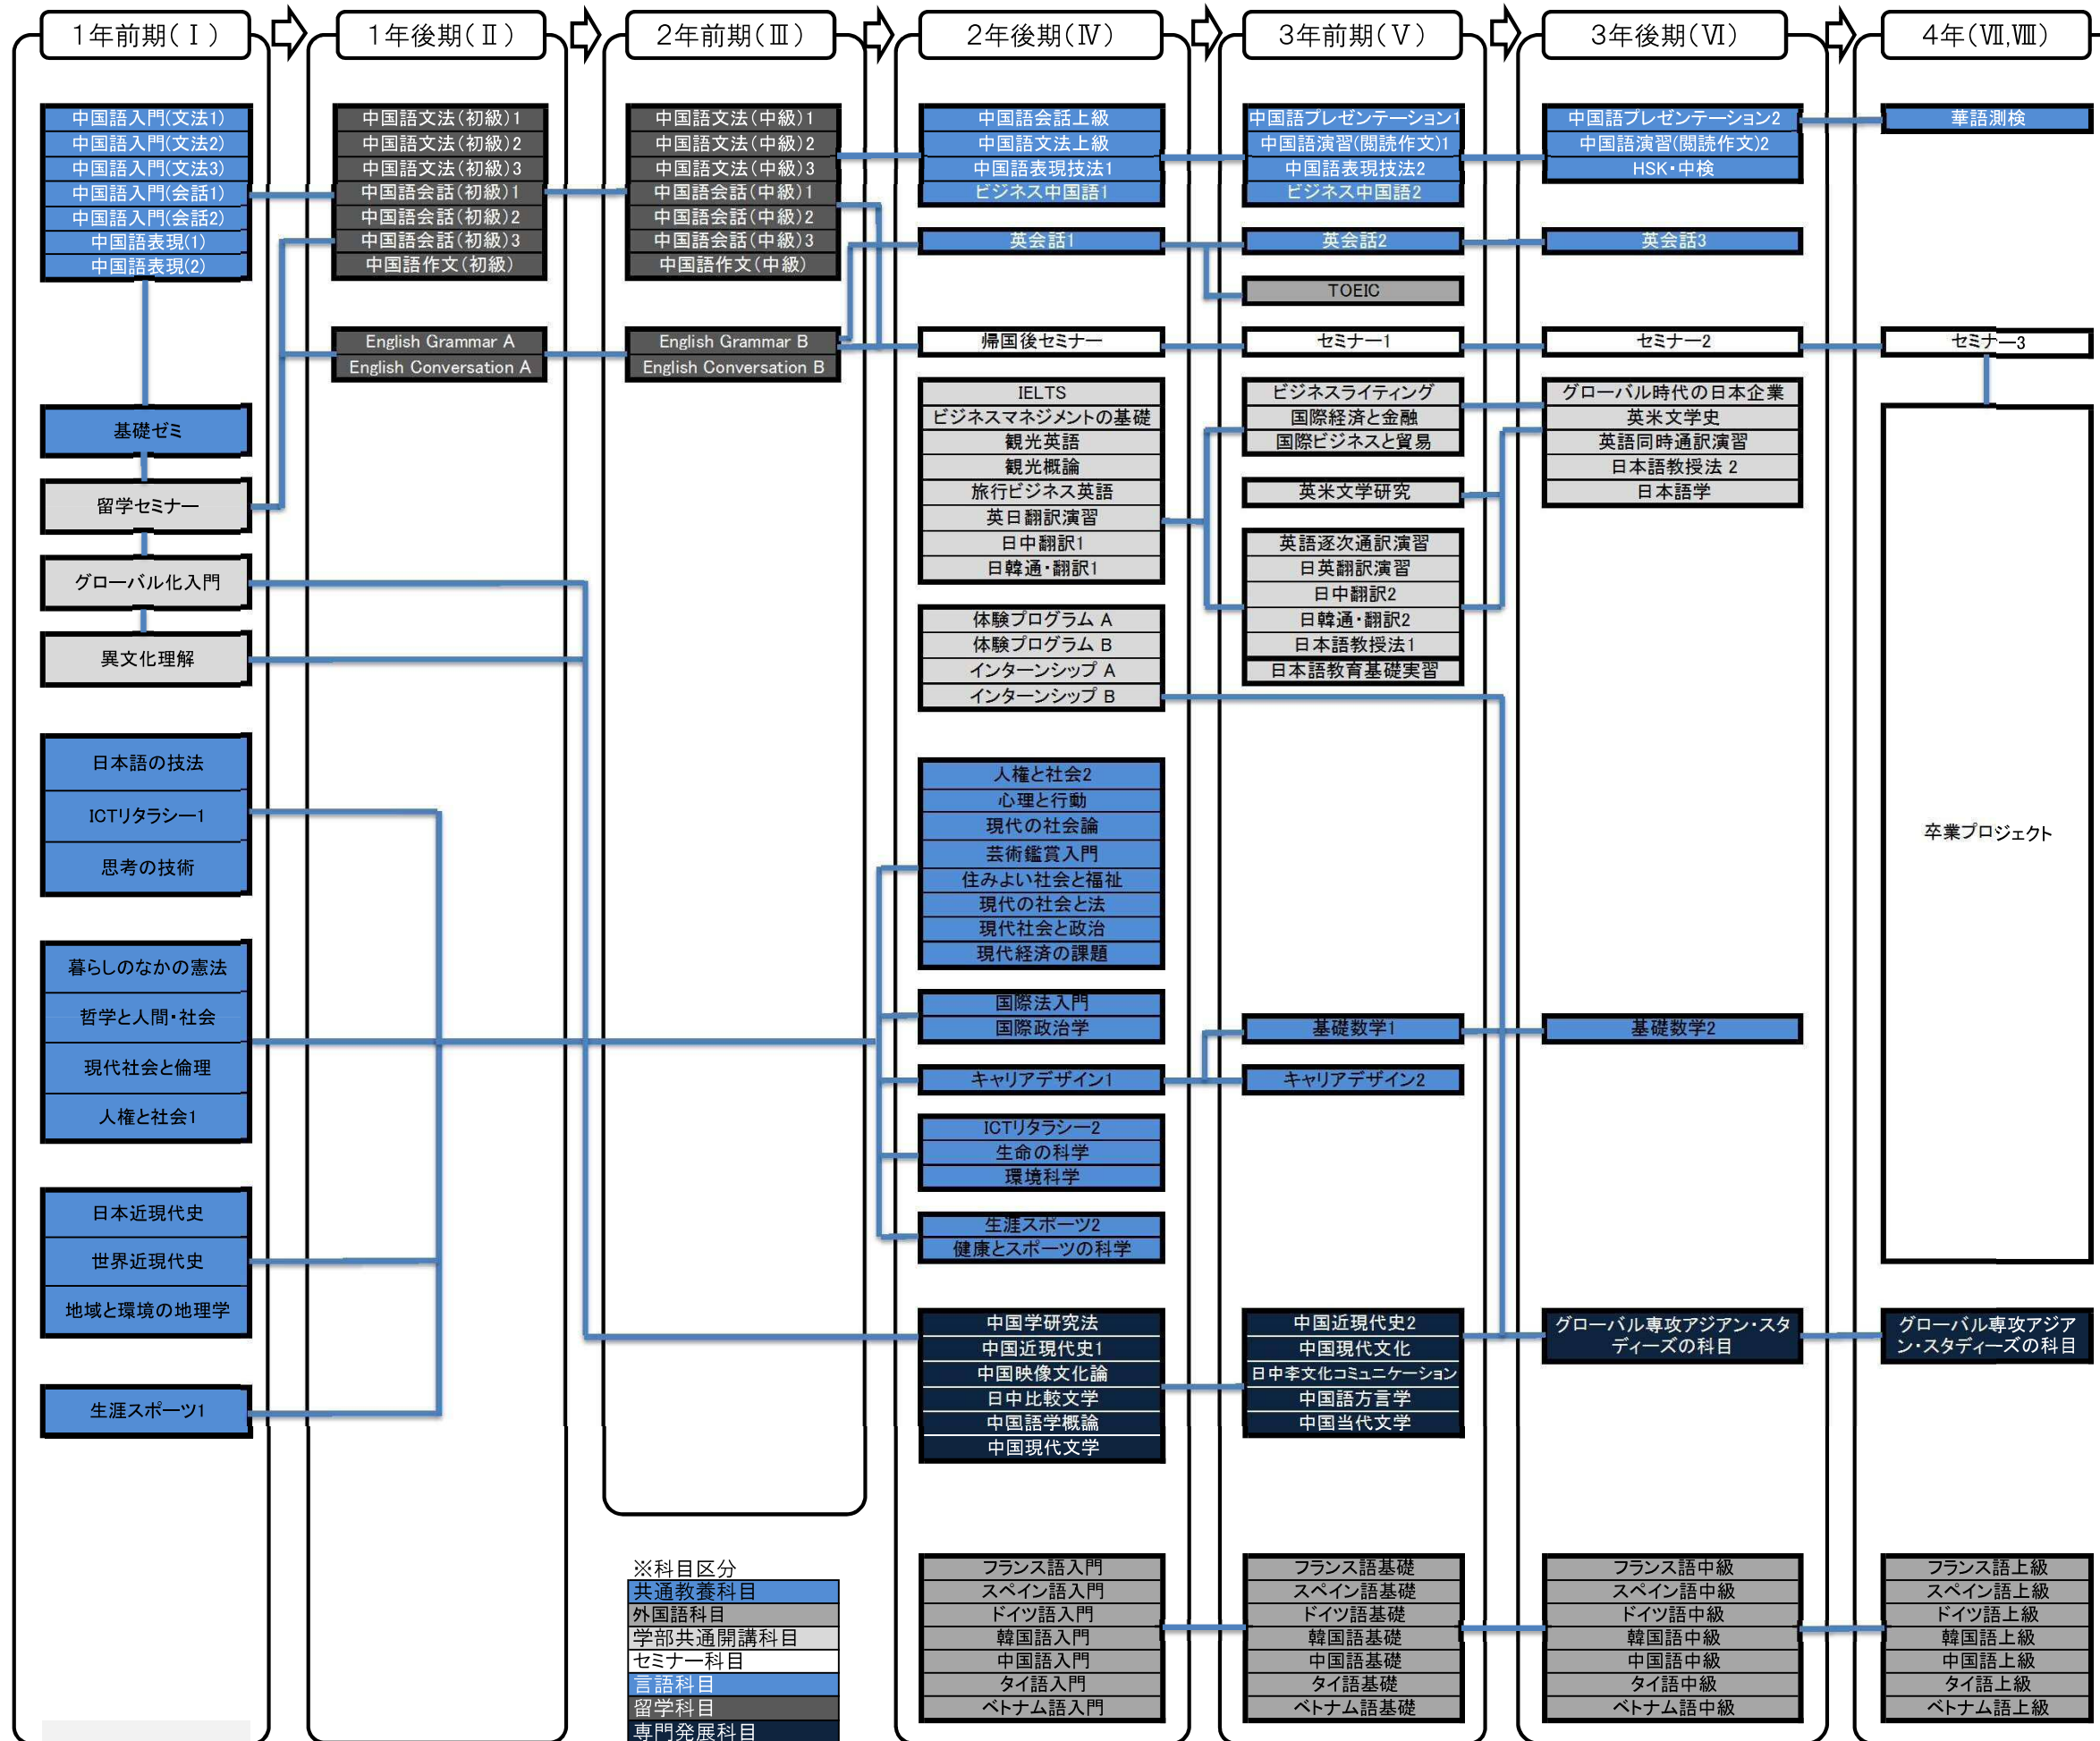 1年前期(Ⅰ)
1年後期(Ⅱ)
2年前期(Ⅲ)
2年後期(Ⅳ)
3年前期(Ⅴ)
3年後期(Ⅵ)
4年(Ⅶ,Ⅷ)
中国語入門(文法1)
中国語入門(文法2)
中国語入門(文法3)
中国語入門(会話1)
中国語入門(会話2)
中国語表現(1)
中国語表現(2)
基礎ゼミ
留学セミナー
グローバル化入門
異文化理解
日本語の技法
ICTリタラシー1
思考の技術
暮らしのなかの憲法
哲学と人間・社会
現代社会と倫理
人権と社会1
日本近現代史
世界近現代史
地域と環境の地理学
生涯スポーツ1
中国語文法(初級)1
中国語文法(初級)2
中国語文法(初級)3
中国語会話(初級)1
中国語会話(初級)2
中国語会話(初級)3
中国語作文(初級)
English Grammar A
English Conversation A
中国語文法(中級)1
中国語文法(中級)2
中国語文法(中級)3
中国語会話(中級)1
中国語会話(中級)2
中国語会話(中級)3
中国語作文(中級)
English Grammar B
English Conversation B
※科目区分
共通教養科目
外国語科目
学部共通開講科目
セミナー科目
言語科目
留学科目
専門発展科目
中国語会話上級
中国語文法上級
中国語表現技法1
ビジネス中国語1
英会話1
帰国後セミナー
IELTS
ビジネスマネジメントの基礎
観光英語
観光概論
旅行ビジネス英語
英日翻訳演習
日中翻訳1
日韓通・翻訳1
体験プログラム A
体験プログラム B
インターンシップ A
インターンシップ B
人権と社会2
心理と行動
現代の社会論
芸術鑑賞入門
住みよい社会と福祉
現代の社会と法
現代社会と政治
現代経済の課題
国際法入門
国際政治学
キャリアデザイン1
ICTリタラシー2
生命の科学
環境科学
生涯スポーツ2
健康とスポーツの科学
中国学研究法
中国近現代史1
中国映像文化論
日中比較文学
中国語学概論
中国現代文学
フランス語入門
スペイン語入門
ドイツ語入門
韓国語入門
中国語入門
タイ語入門
ベトナム語入門
中国語プレゼンテーション1
中国語演習(閲読作文)1
中国語表現技法2
ビジネス中国語2
英会話2
TOEIC
セミナー1
ビジネスライティング
国際経済と金融
国際ビジネスと貿易
英米文学研究
英語逐次通訳演習
日英翻訳演習
日中翻訳2
日韓通・翻訳2
日本語教授法1
日本語教育基礎実習
基礎数学1
キャリアデザイン2
中国近現代史2
中国現代文化
日中李文化コミュニケーション
中国語方言学
中国当代文学
フランス語基礎
スペイン語基礎
ドイツ語基礎
韓国語基礎
中国語基礎
タイ語基礎
ベトナム語基礎
中国語プレゼンテーション2
中国語演習(閲読作文)2
HSK・中検
英会話3
セミナー2
グローバル時代の日本企業
英米文学史
英語同時通訳演習
日本語教授法 2
日本語学
基礎数学2
グローバル専攻アジアン・スタ
ディーズの科目
フランス語中級
スペイン語中級
ドイツ語中級
韓国語中級
中国語中級
タイ語中級
ベトナム語中級
華語測検
セミナー3
卒業プロジェクト
グローバル専攻アジア
ン・スタディーズの科目
フランス語上級
スペイン語上級
ドイツ語上級
韓国語上級
中国語上級
タイ語上級
ベトナム語上級